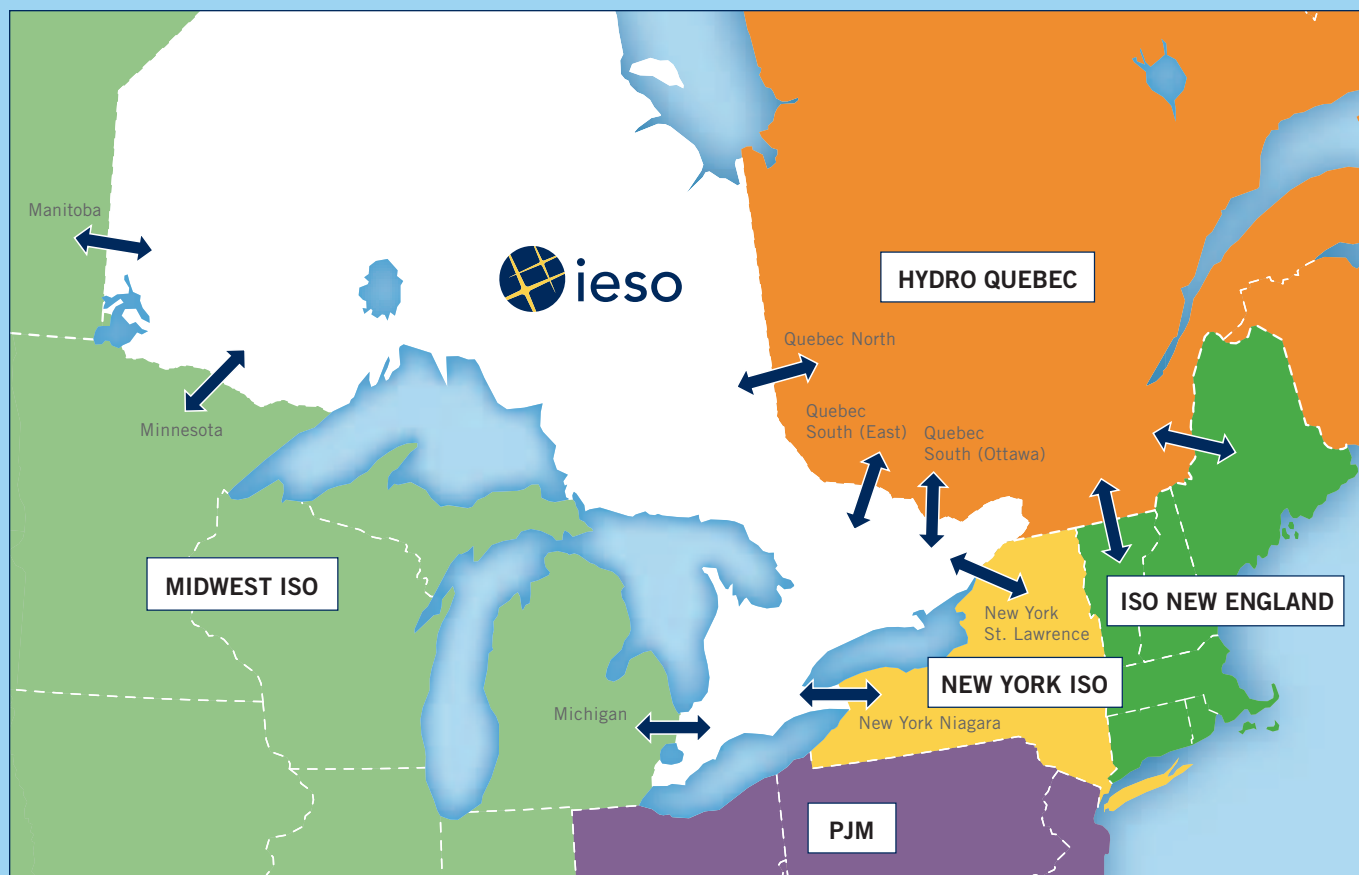 Manitoba
ieso
HYDRO QUEBEC
Quebec North
Minnesota
Quebec
South (East)
Quebec
South (Ottawa)
MIDWEST ISO
ISO NEW ENGLAND
New York
St. Lawrence
NEW YORK ISO
Michigan
New York Niagara
PJM